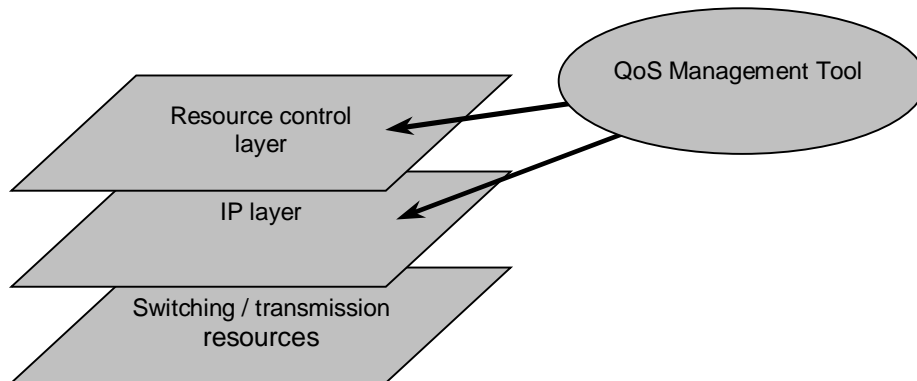 QoS Management Tool
Resource control
layer
IP layer
Switching / transmission
resources